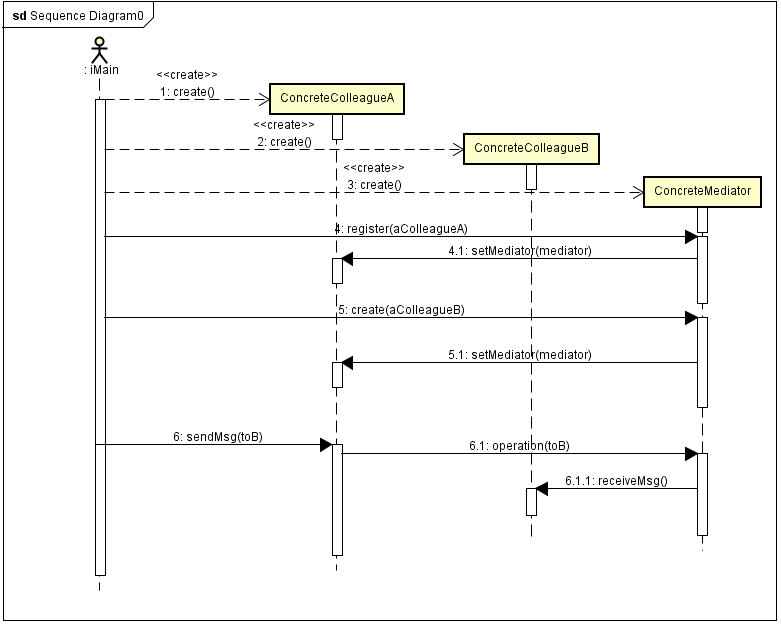 sd Sequence Diagram0
: iMain
<<create>>
1: create()
ConcreteColleagueA
<<create>>
2: create()
ConcreteColleagueB
<<create>>
3: create()
ConcreteMediator
4: register(aColleagueA)
4.1: setMediator(mediator)
5: create(aColleagueB)
5.1: setMediator(mediator)
6: sendMsg(toB)
6.1: operation(toB)
6.1.1: receiveMsg()